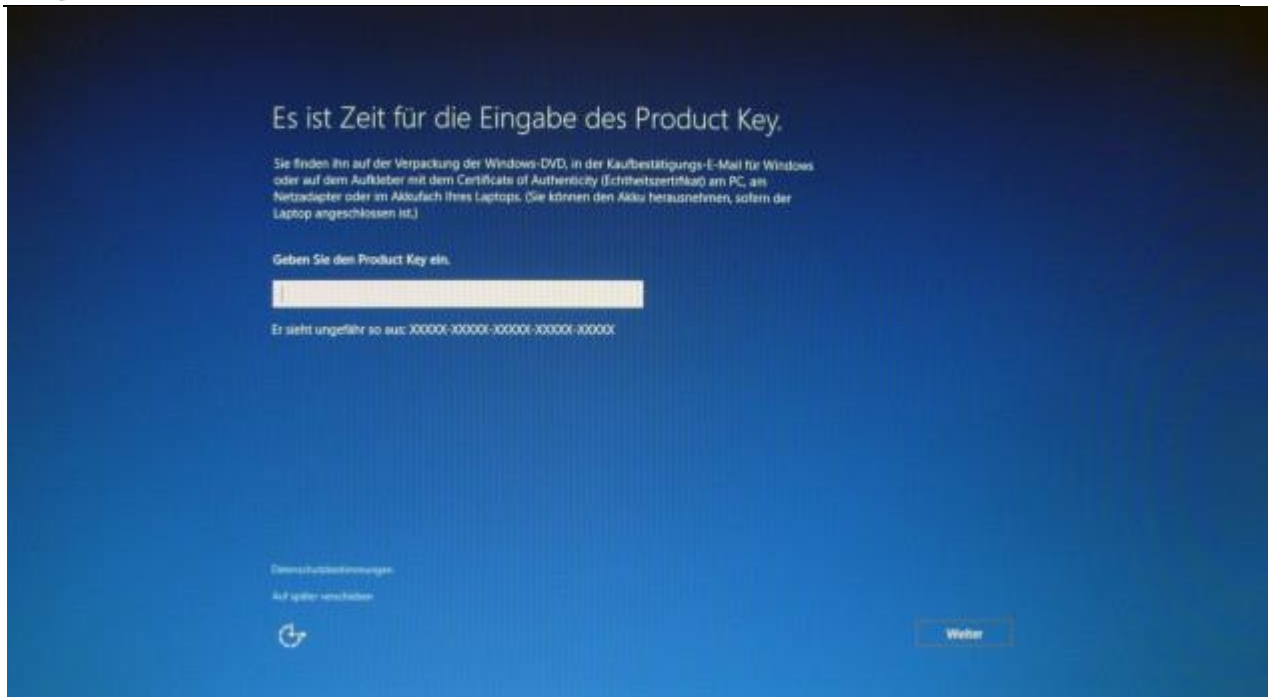 Es ist Zeit für die Eingabe des Product Key.
Sie finden ihn auf der Verpackung der Windows-DVD, in der Kaufbestätigungs-E-Mail für Windows
oder auf dem Aufkleber mit dem Certificate of Authenticity (Echtheitszertifikat) am PC, am
Netzadapter oder im Akkufach Ihres Laptops. (Sie können den Akku herausnehmen, sofern der
Laptop angeschlossen ist.)
Geben Sie den Product Key ein.
Er sieht ungefähr so aus: XXXXX-XXXXX-XXXXX-XXXXX-XXXXX
Datenschutzbestimmungen
Auf später verschieben
Weiter